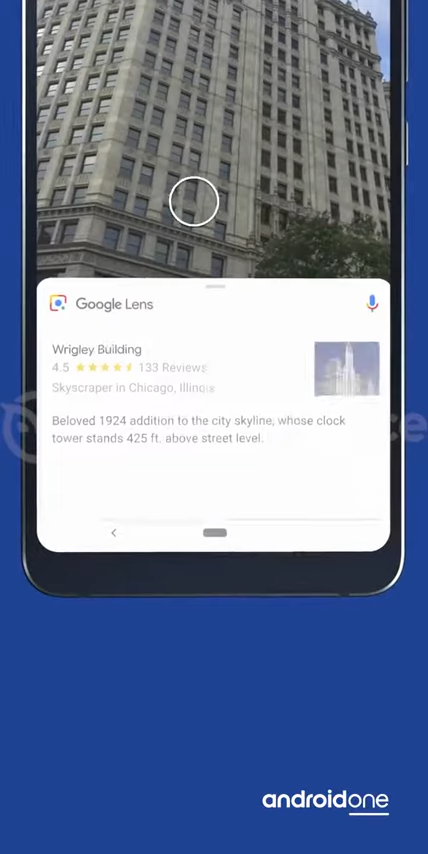 Google Lens
Wrigley Building
4.5 133 Reviews
Skyscraper in Chicago, Illinois
Beloved 1924 addition to the city skyline, whose clock
tower stands 425 ft. above street level.
androidone